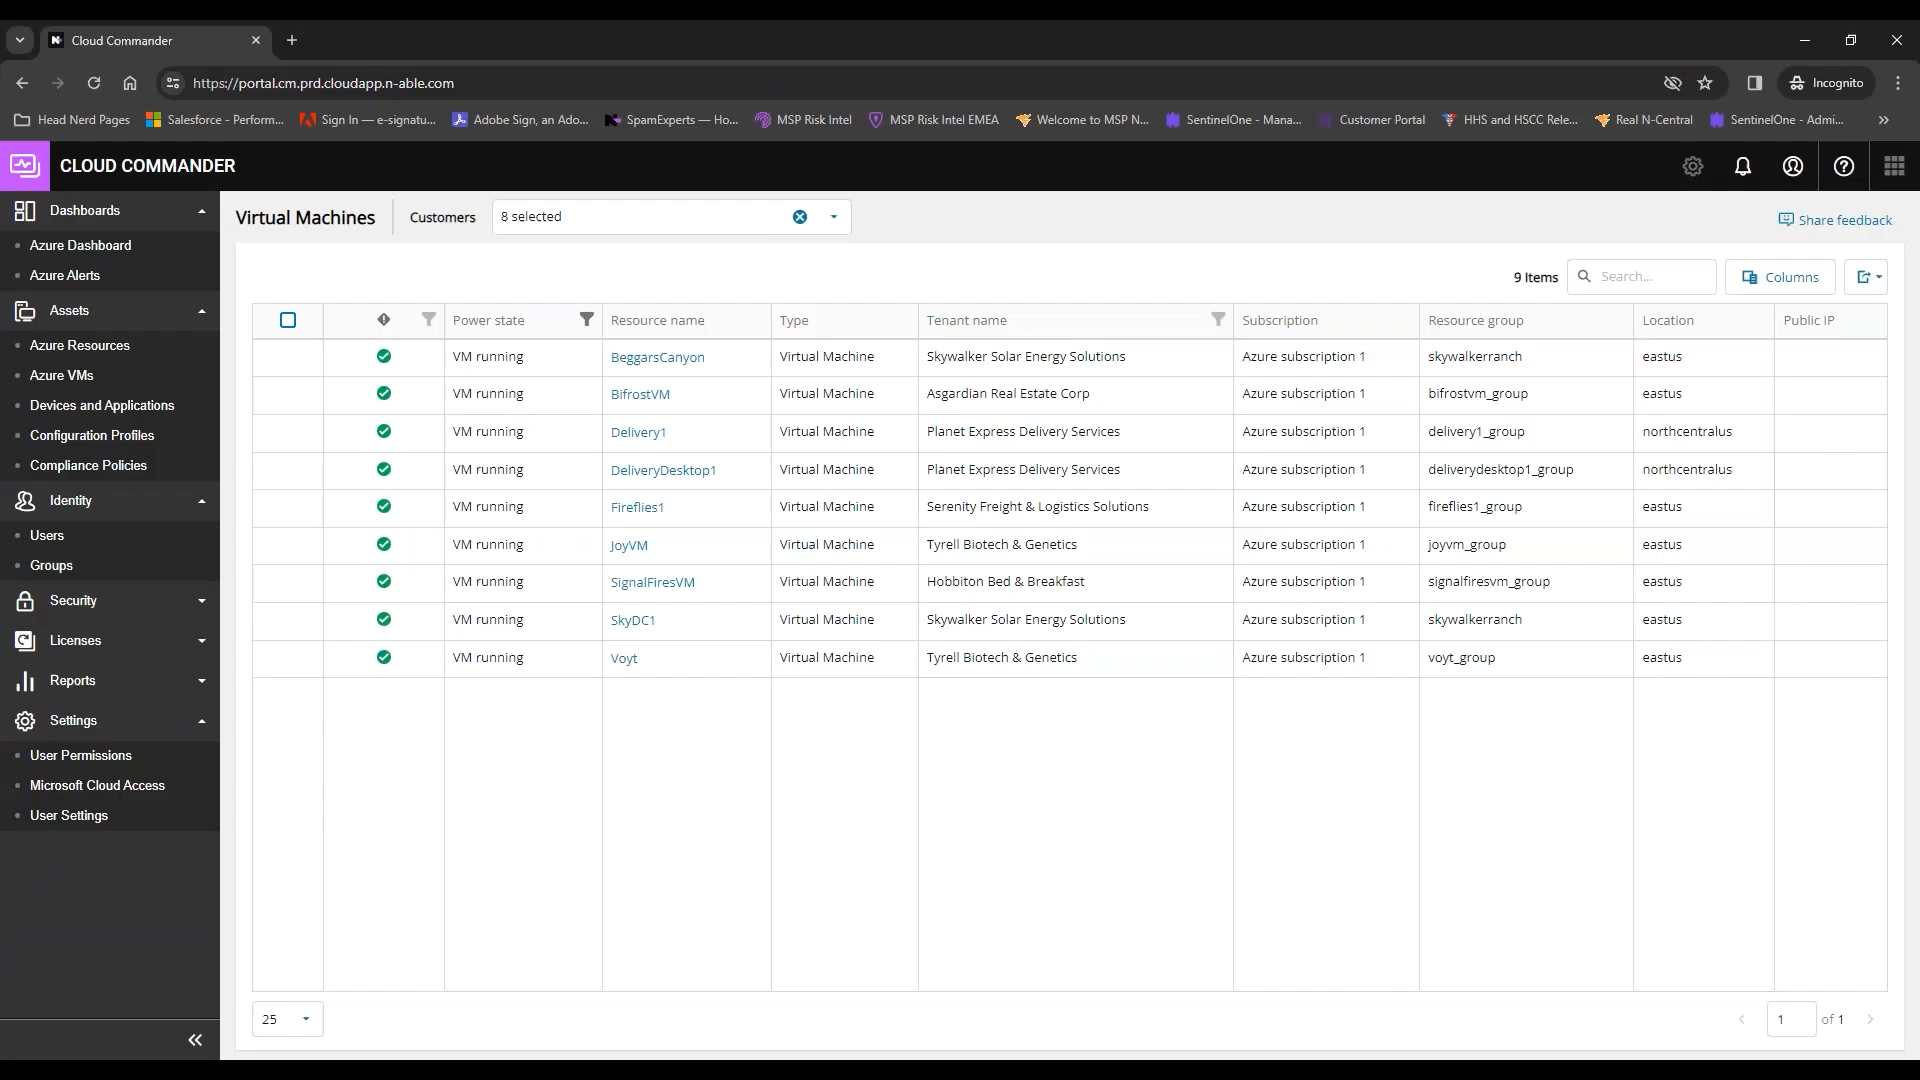 Cloud Commander
https://portal.cm.prd.cloudapp.n-able.com
Incognito
Head Nerd Pages
Salesforce - Perform...
Sign In — e-signatu...
Adobe Sign, an Ado...
SpamExperts — Ho...
MSP Risk Intel
MSP Risk Intel EMEA
Welcome to MSP N...
SentinelOne - Mana...
Customer Portal
HHS and HSCC Rele...
Real N-Central
SentinelOne - Admi...
CLOUD COMMANDER
Dashboards
Azure Dashboard
Azure Alerts
Assets
Azure Resources
Azure VMs
Devices and Applications
Configuration Profiles
Compliance Policies
Identity
Users
Groups
Security
Licenses
Reports
Settings
User Permissions
Microsoft Cloud Access
User Settings
Virtual Machines
Customers
8 selected
Share feedback
9 Items
Search...
Columns
Power state Resource name Type Tenant name Subscription Resource group Location Public IP
VM running BeggarsCanyon Virtual Machine Skywalker Solar Energy Solutions Azure subscription 1 skywalkerranch eastus
VM running BifrostVM Virtual Machine Asgardian Real Estate Corp Azure subscription 1 bifrostvm_group eastus
VM running Delivery1 Virtual Machine Planet Express Delivery Services Azure subscription 1 delivery1_group northcentralus
VM running DeliveryDesktop1 Virtual Machine Planet Express Delivery Services Azure subscription 1 deliverydesktop1_group northcentralus
VM running Fireflies1 Virtual Machine Serenity Freight & Logistics Solutions Azure subscription 1 fireflies1_group eastus
VM running JoyVM Virtual Machine Tyrell Biotech & Genetics Azure subscription 1 joyvm_group eastus
VM running SignalFiresVM Virtual Machine Hobbiton Bed & Breakfast Azure subscription 1 signalfiresvm_group eastus
VM running SkyDC1 Virtual Machine Skywalker Solar Energy Solutions Azure subscription 1 skywalkerranch eastus
VM running Voyt Virtual Machine Tyrell Biotech & Genetics Azure subscription 1 voyt_group eastus
25
1 of 1